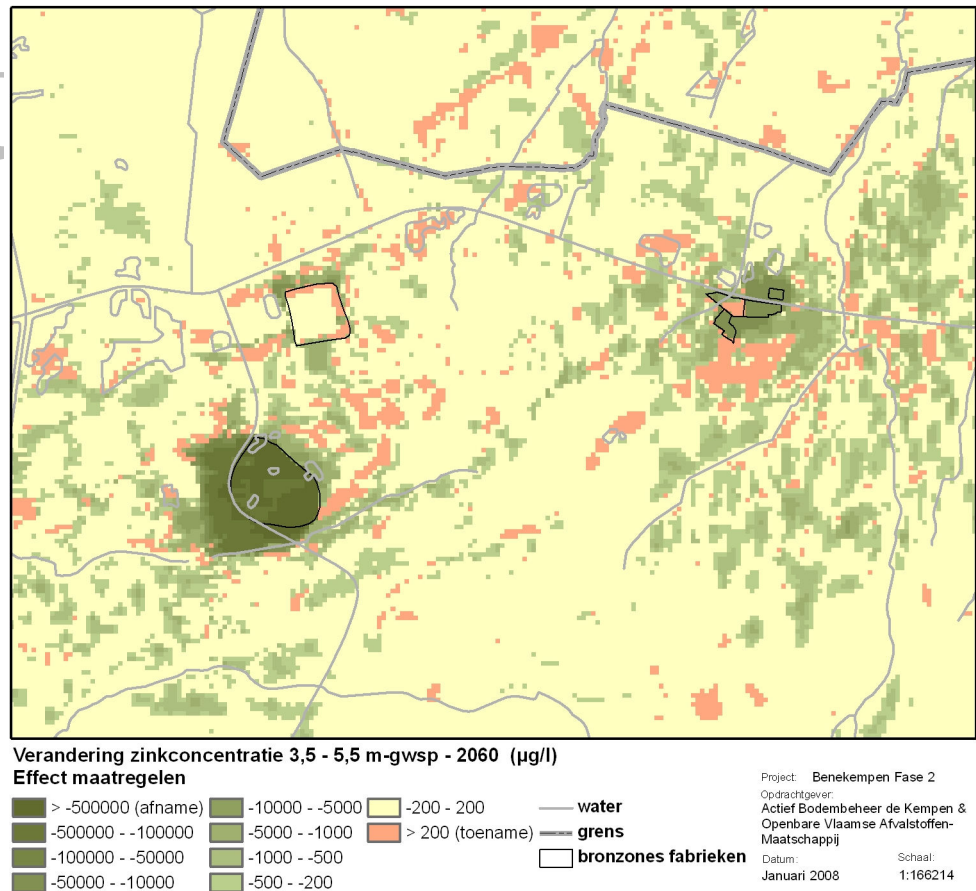 Verandering zinkconcentratie 3,5 - 5,5 m-gwsp - 2060 (µg/l)
Effect maatregelen
> -500000 (afname)
-500000 - -100000
-100000 - -50000
-50000 - -10000
-10000 - -5000
-5000 - -1000
-1000 - -500
-500 - -200
-200 - 200
> 200 (toename)
water
grens
bronzones fabrieken
Project: Benekempen Fase 2
Opdrachtgever:
Actief Bodembeheer de Kempen &
Openbare Vlaamse Afvalstoffen-
Maatschappij
Datum: Schaal:
Januari 2008 1:166214